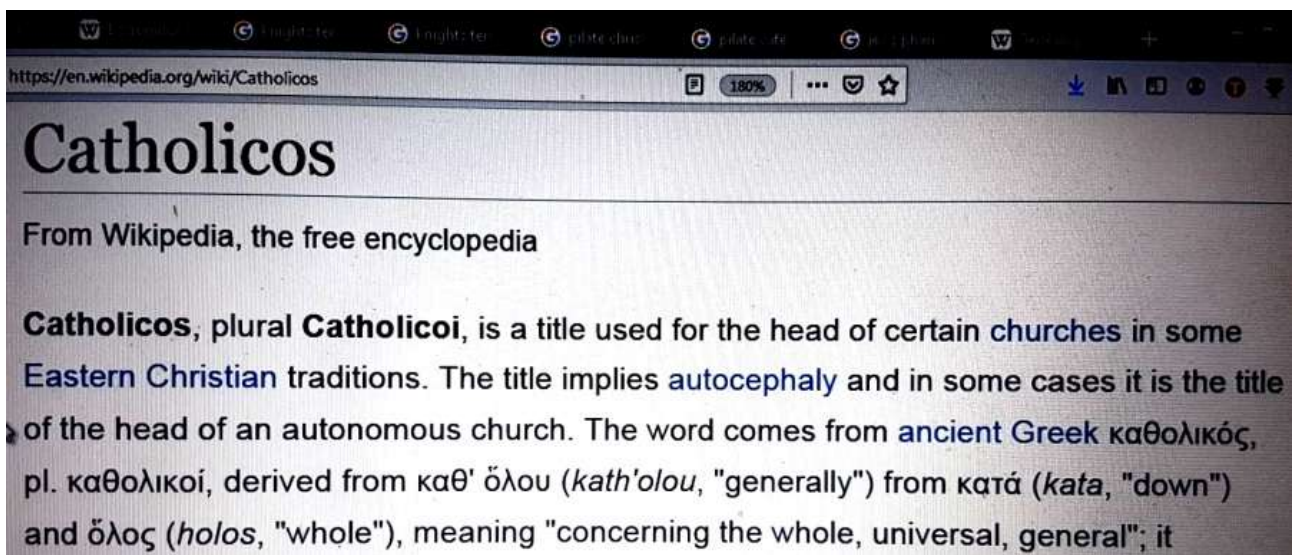 https://en.wikipedia.org/wiki/Catholicos
180%
Catholicos
From Wikipedia, the free encyclopedia
Catholicos, plural Catholicoi, is a title used for the head of certain churches in some
Eastern Christian traditions. The title implies autocephaly and in some cases it is the title
of the head of an autonomous church. The word comes from ancient Greek καθολικός,
pl. καθολικοί, derived from καθ' ὅλου (kath'olou, "generally") from κατά (kata, "down")
and ὅλος (holos, "whole"), meaning "concerning the whole, universal, general"; it